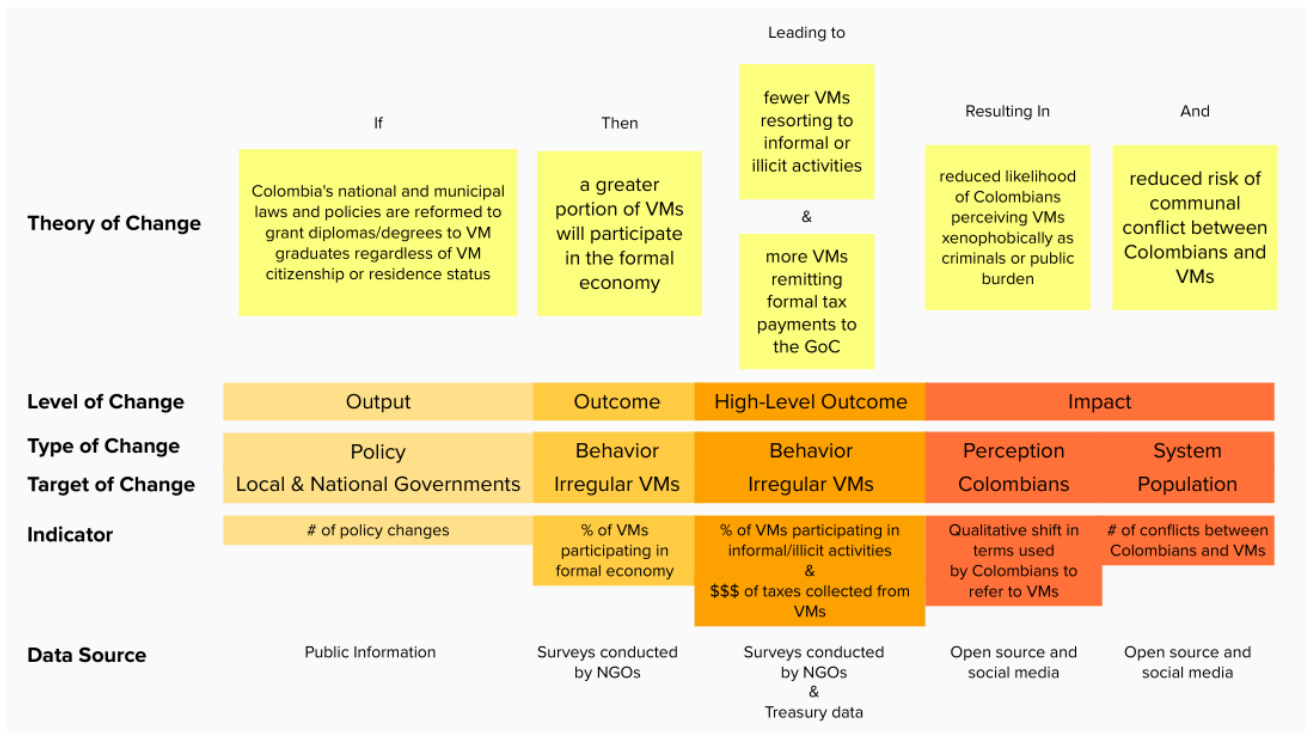 Leading to
If
Then
fewer VMs
resorting to
informal or
illicit activities
&
more VMs
remitting
formal tax
payments to
the GoC
Resulting In
And
Theory of Change
Colombia's national and municipal
laws and policies are reformed to
grant diplomas/degrees to VM
graduates regardless of VM
citizenship or residence status
a greater
portion of VMs
will participate
in the formal
economy
reduced likelihood
of Colombians
perceiving VMs
xenophobically as
criminals or public
burden
reduced risk of
communal
conflict between
Colombians and
VMs
Level of Change
Output
Outcome
High-Level Outcome
Impact
Type of Change
Policy
Behavior
Behavior
Perception
System
Target of Change
Local & National Governments
Irregular VMs
Irregular VMs
Colombians
Population
Indicator
# of policy changes
% of VMs
participating in
formal economy
% of VMs participating in
informal/illicit activities
&
$$$ of taxes collected from
VMs
Qualitative shift in
terms used
by Colombians to
refer to VMs
# of conflicts between
Colombians and VMs
Data Source
Public Information
Surveys conducted
by NGOs
Surveys conducted
by NGOs
&
Treasury data
Open source and
social media
Open source and
social media